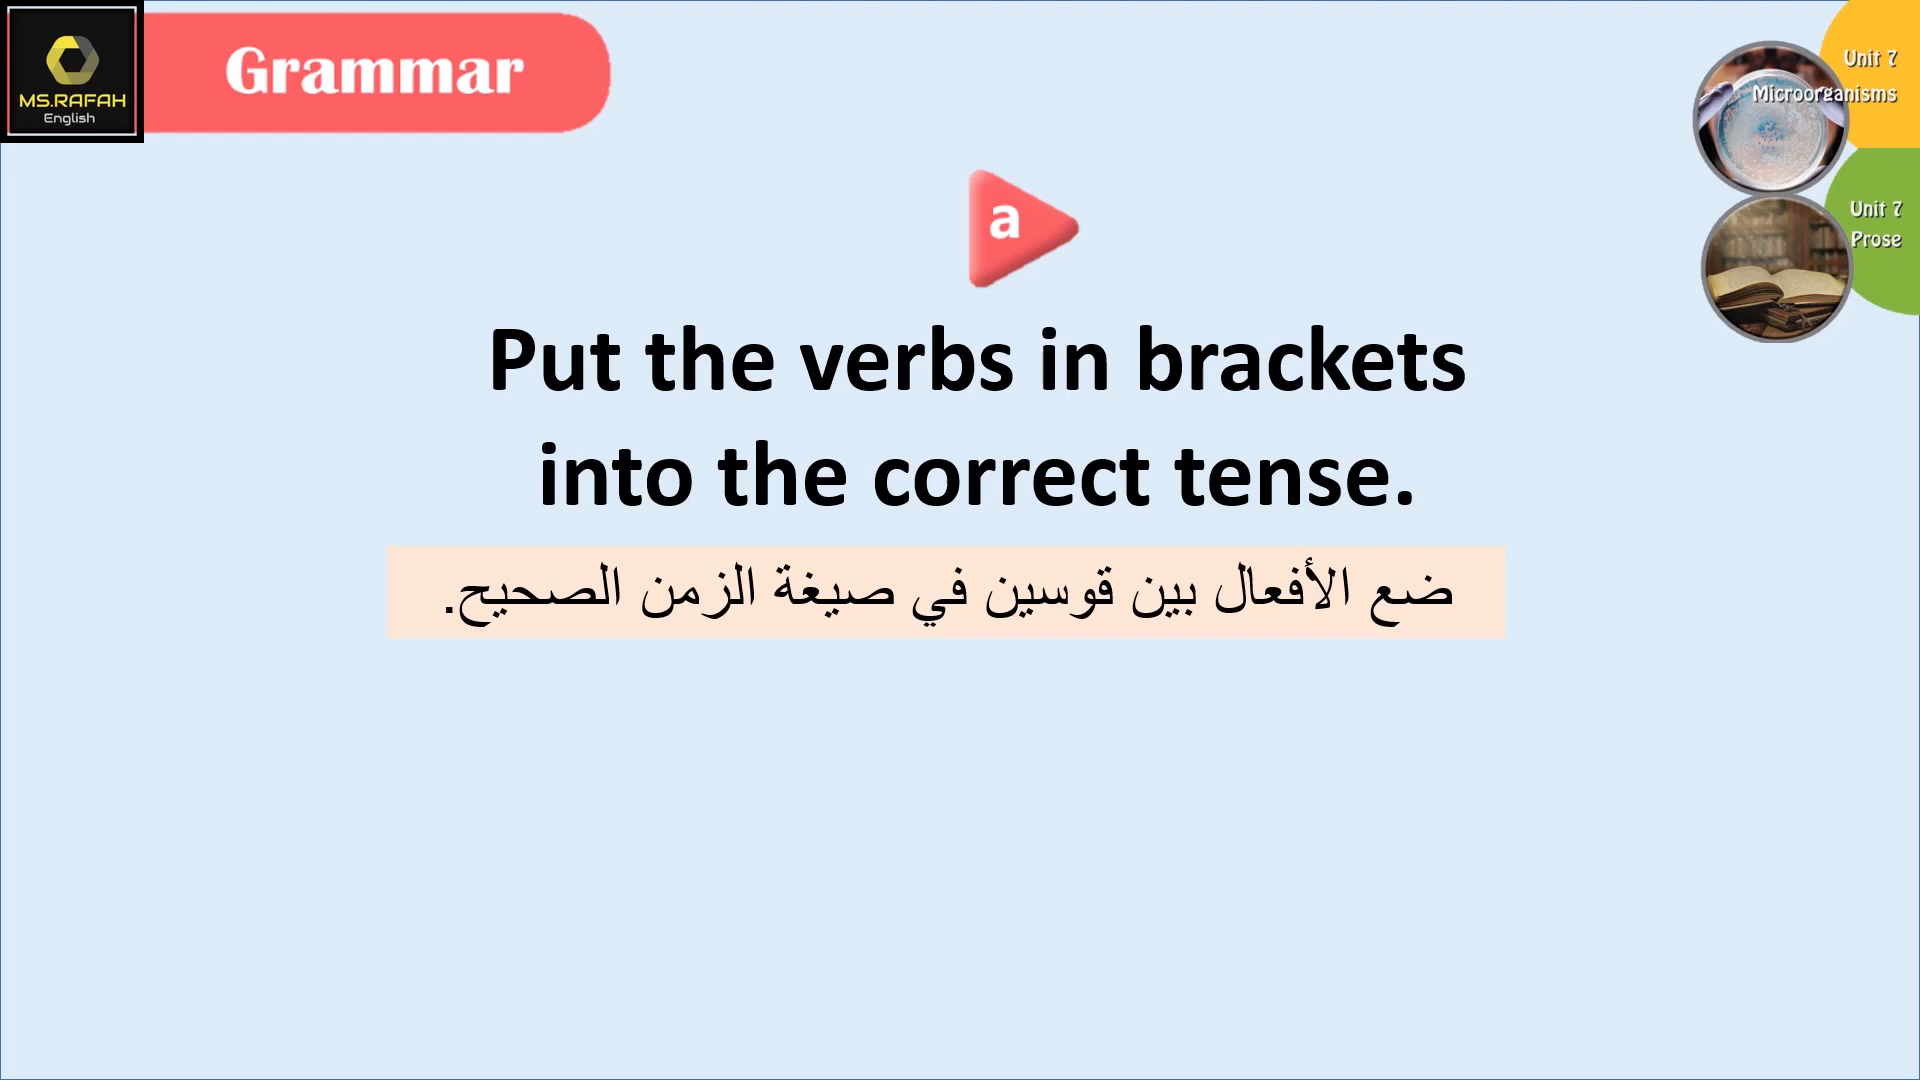 MS.RAFAH
English
Grammar
Unit 7
Microorganisms
Unit 7
Prose
a
Put the verbs in brackets
into the correct tense.
ضع الأفعال بين قوسين في صيغة الزمن الصحيح.